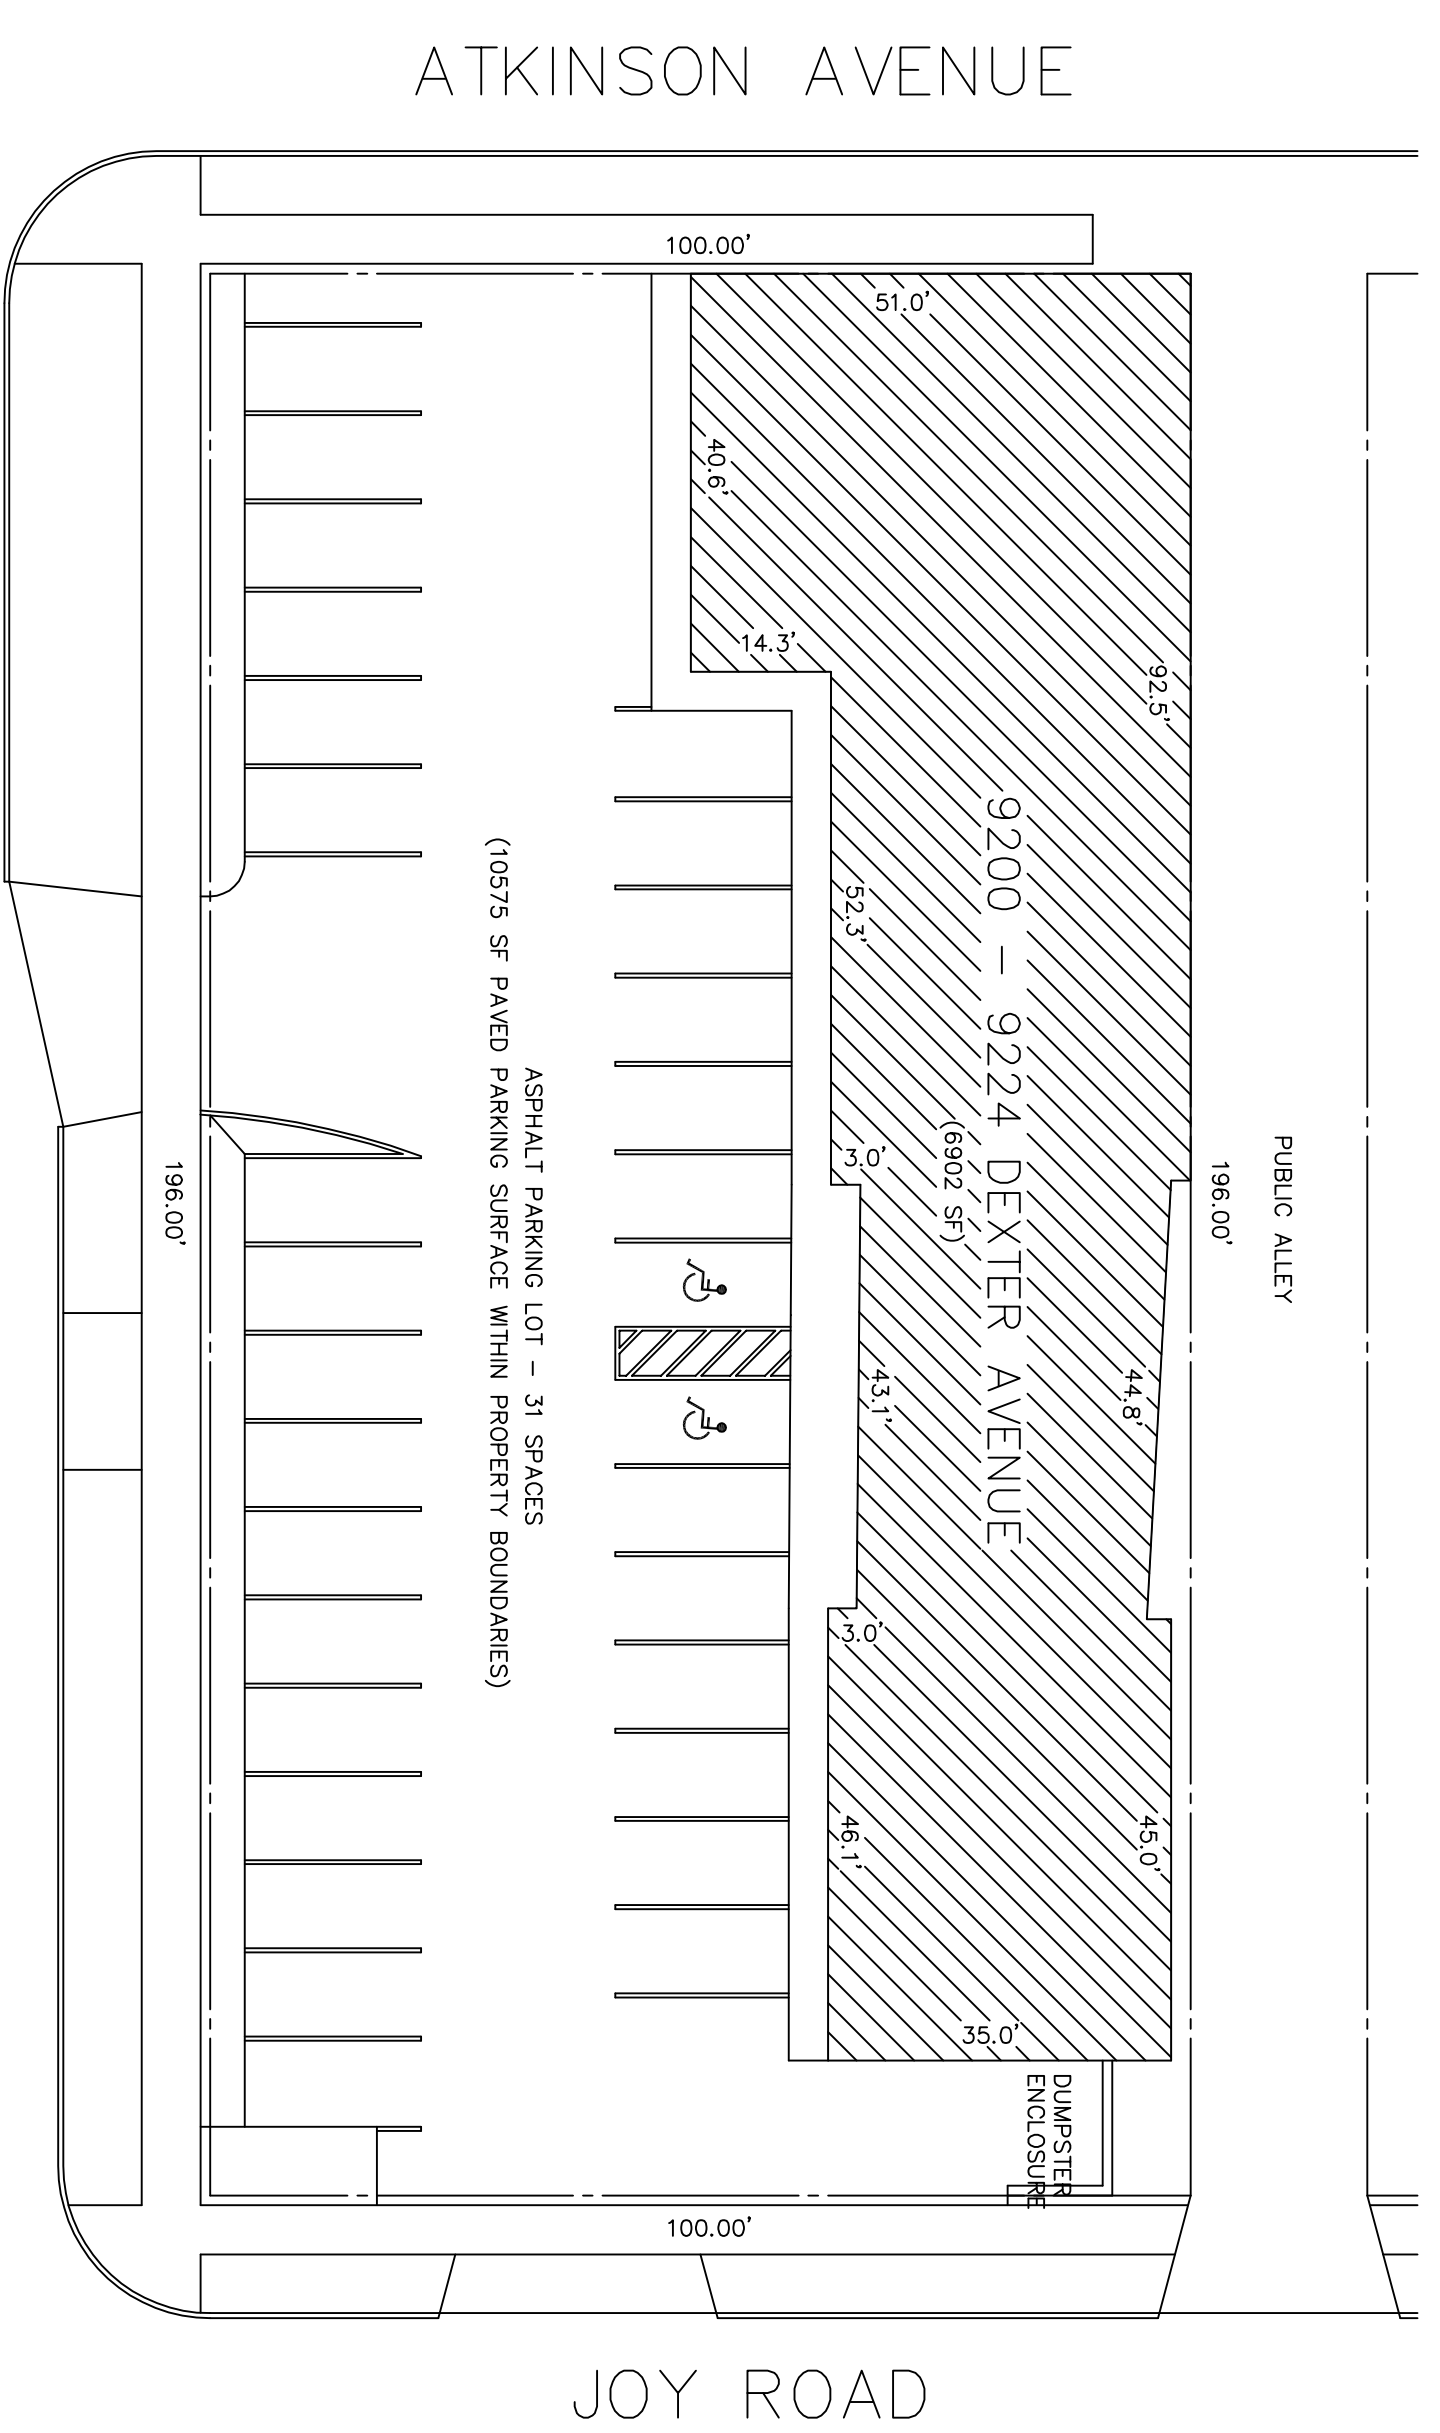 ATKINSON AVENUE
100.00'
51.0'
40.6'
14.3'
92.5'
52.3'
9200 - 9224 DEXTER AVENUE
(6902 SF)
3.0'
PUBLIC ALLEY
196.00'
196.00'
ASPHALT PARKING LOT - 31 SPACES
(10575 SF PAVED PARKING SURFACE WITHIN PROPERTY BOUNDARIES)
43.1'
44.8'
3.0'
46.1'
45.0'
35.0'
DUMPSTER
ENCLOSURE
100.00'
JOY ROAD